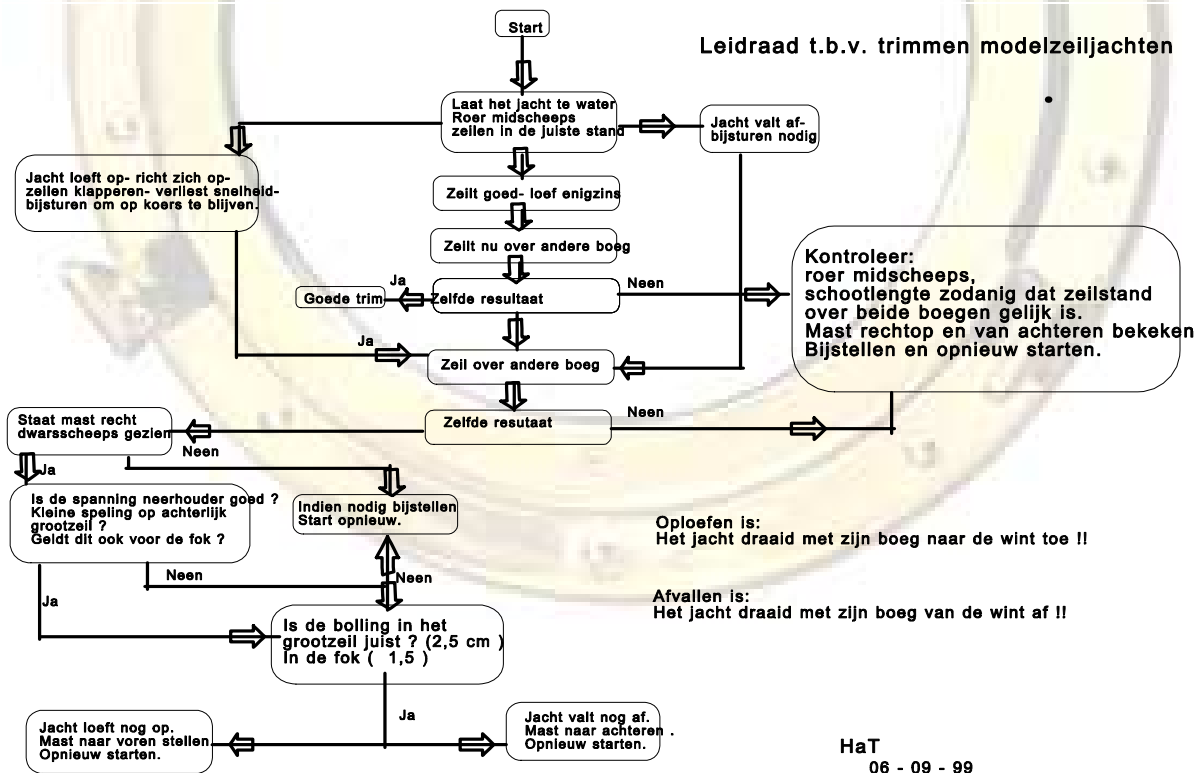 Start
Leidraad t.b.v. trimmen modelzeiljachten
Laat het jacht te water
Roer midscheeps
zeilen in de juiste stand
Jacht valt af-
bijsturen nodig
Jacht loeft op- richt zich op-
zeilen klapperen- verliest snelheid-
bijsturen om op koers te blijven.
Zeilt goed- loef enigzins
Zeilt nu over andere boeg
Kontroleer:
roer midscheeps,
schootlengte zodanig dat zeilstand
over beide boegen gelijk is.
Mast rechtop en van achteren bekeken
Bijstellen en opnieuw starten.
Ja
Neen
Goede trim
Zelfde resultaat
Ja
Zeil over andere boeg
Neen
Zelfde resutaat
Staat mast recht
dwarsscheeps gezien
Neen
Ja
Is de spanning neerhouder goed ?
Kleine speling op achterlijk
grootzeil ?
Geldt dit ook voor de fok ?
Indien nodig bijstellen
Start opnieuw.
Oploefen is:
Het jacht draaid met zijn boeg naar de wint toe !!
Neen
Neen
Ja
Afvallen is:
Het jacht draaid met zijn boeg van de wint af !!
Is de bolling in het
grootzeil juist ? (2,5 cm )
In de fok ( 1,5 )
Ja
Jacht loeft nog op.
Mast naar voren stellen
Opnieuw starten.
Jacht valt nog af.
Mast naar achteren .
Opnieuw starten.
HaT
06 - 09 - 99